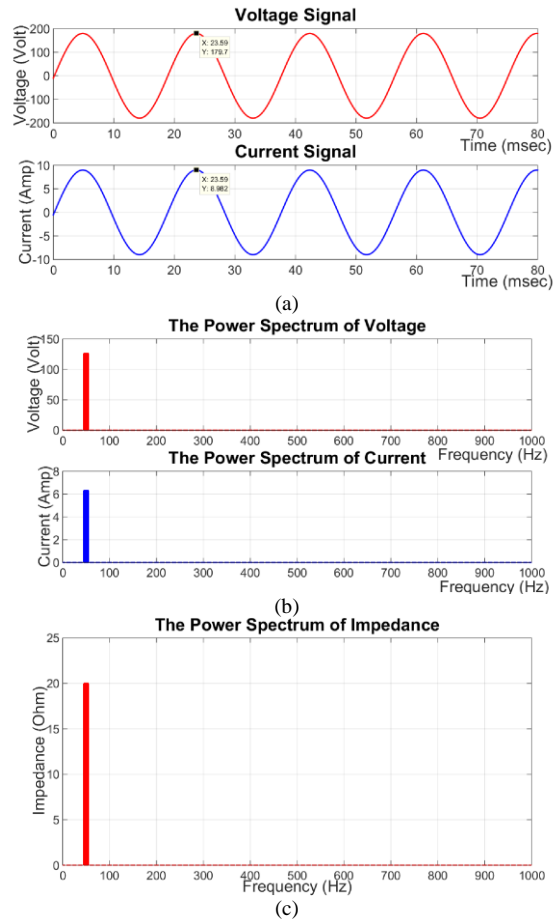 Voltage Signal
Voltage (Volt)
200
100
0
-100
-200
X: 23.59
Y: 179.7
0 10 20 30 40 50 60 70 80
Time (msec)
Current Signal
Current (Amp)
10
5
0
-5
-10
X: 23.59
Y: 8.982
0 10 20 30 40 50 60 70 80
Time (msec)
(a)
The Power Spectrum of Voltage
Voltage (Volt)
150
100
50
0
0 100 200 300 400 500 600 700 800 900 1000
Frequency (Hz)
The Power Spectrum of Current
Current (Amp)
8
6
4
2
0
0 100 200 300 400 500 600 700 800 900 1000
Frequency (Hz)
(b)
The Power Spectrum of Impedance
Impedance (Ohm)
25
20
15
10
5
0
0 100 200 300 400 500 600 700 800 900 1000
Frequency (Hz)
(c)